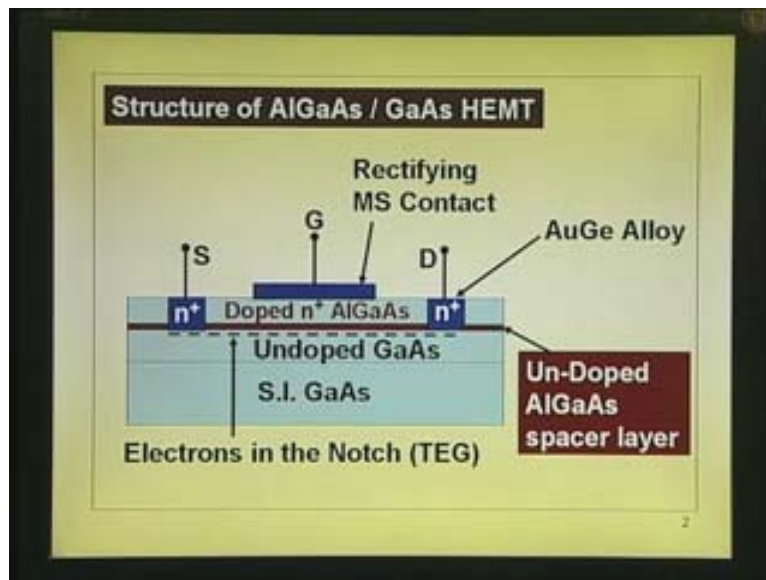 Structure of AlGaAs / GaAs HEMT
Rectifying
MS Contact
G
AuGe Alloy
S
D
n⁺
Doped n⁺ AlGaAs
n⁺
Undoped GaAs
S.I. GaAs
Un-Doped
AlGaAs
spacer layer
Electrons in the Notch (TEG)
2